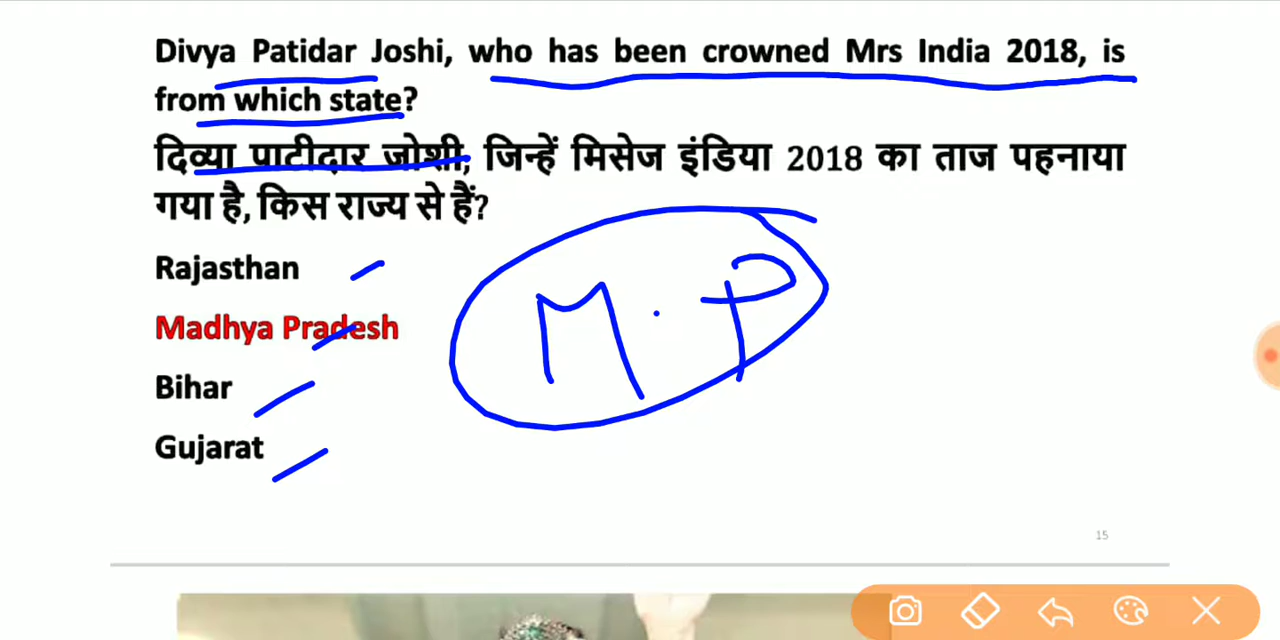 Divya Patidar Joshi, who has been crowned Mrs India 2018, is
from which state?
दिव्या पाटीदार जोशी, जिन्हें मिसेज इंडिया 2018 का ताज पहनाया
गया है, किस राज्य से हैं?
Rajasthan
Madhya Pradesh
Bihar
Gujarat
M.P
15